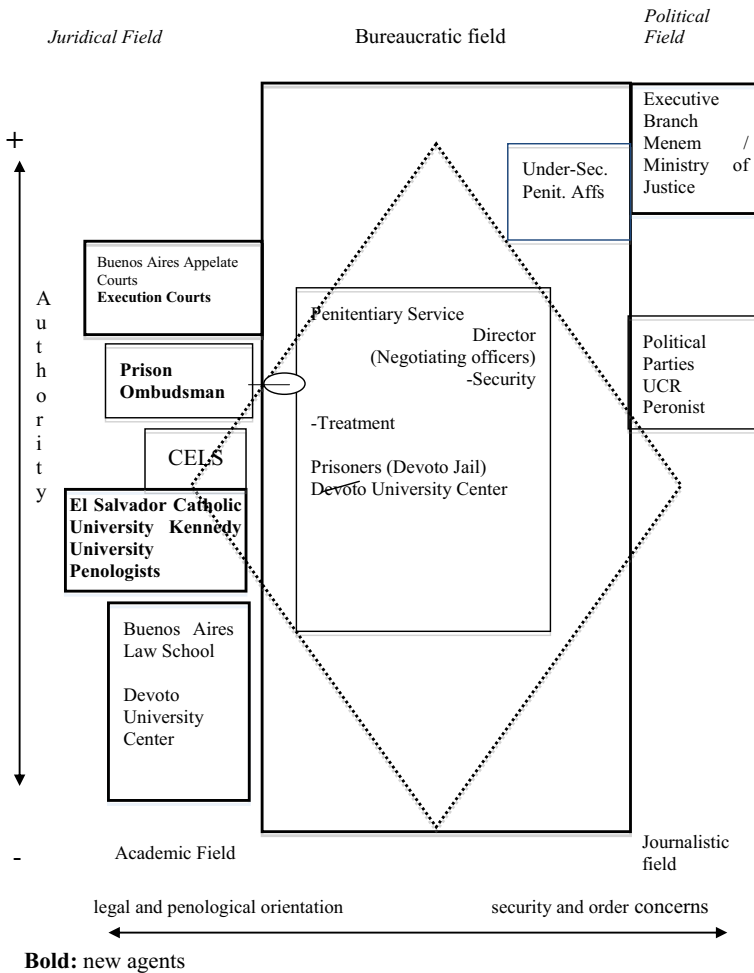 Juridical Field
Bureaucratic field
Political
Field
+
Executive
Branch
Menem /
Ministry of
Justice
Under-Sec.
Penit. Affs
Buenos Aires Appelate
Courts
Execution Courts
Authority
Penitentiary Service
Director
(Negotiating officers)
-Security
-Treatment
Prisoners (Devoto Jail)
Devoto University Center
Political
Parties
UCR
Peronist
Prison
Ombudsman
CELS
El Salvador Catholic
University Kennedy
University
Penologists
Buenos Aires
Law School
Devoto
University
Center
-
Academic Field
Journalistic
field
legal and penological orientation
security and order concerns
Bold: new agents